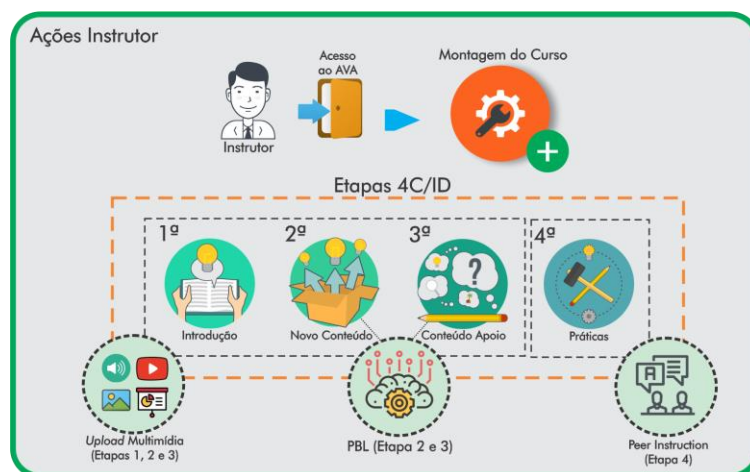 Ações Instrutor
Acesso
ao AVA
Montagem do Curso
Instrutor
Etapas 4C/ID
1ª
2ª
3ª
4ª
Introdução
Novo Conteúdo
Conteúdo Apoio
Práticas
?
A
Upload Multimídia
(Etapas 1, 2 e 3)
PBL (Etapa 2 e 3)
Peer Instruction
(Etapa 4)